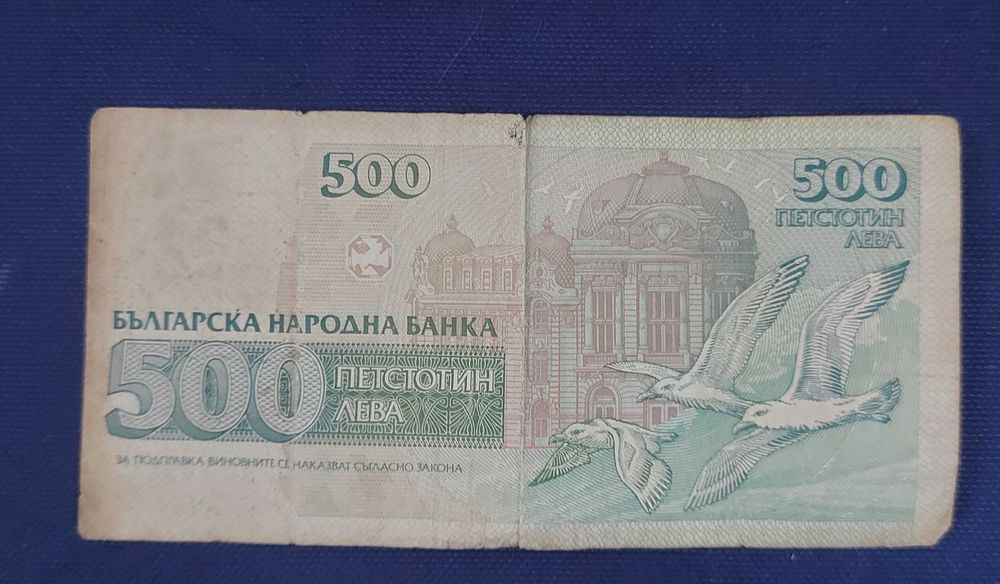 500
500
ПЕТСТОТИН
ЛЕВА
БЪЛГАРСКА НАРОДНА БАНКА
500
ПЕТСТОТИН
ЛЕВА
ЗА ПОДПРАВКА ВИНОВНИТЕ СЕ НАКАЗВАТ СЪГЛАСНО ЗАКОНА